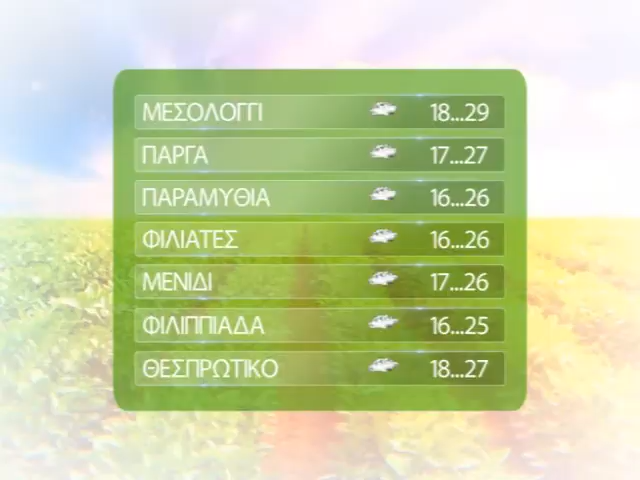 ΜΕΣΟΛΟΓΓΙ 18...29
ΠΑΡΓΑ 17...27
ΠΑΡΑΜΥΘΙΑ 16...26
ΦΙΛΙΑΤΕΣ 16...26
ΜΕΝΙΔΙ 17...26
ΦΙΛΙΠΠΙΑΔΑ 16...25
ΘΕΣΠΡΩΤΙΚΟ 18...27